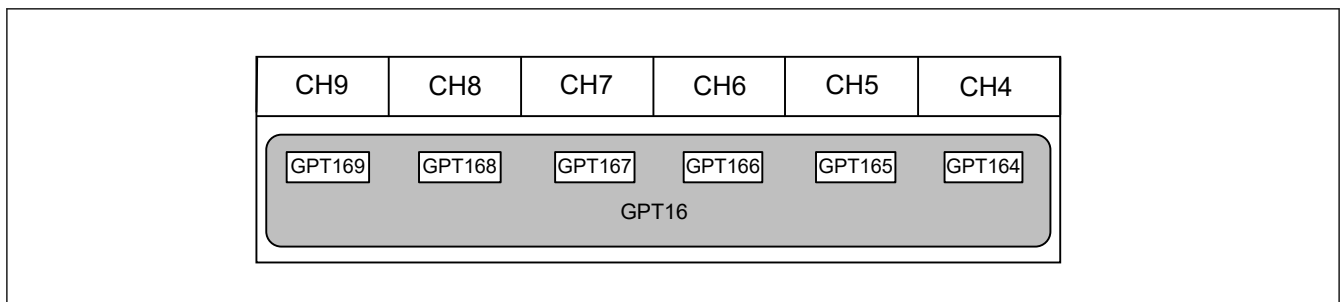 CH9 CH8 CH7 CH6 CH5 CH4
GPT169 GPT168 GPT167 GPT166 GPT165 GPT164
GPT16